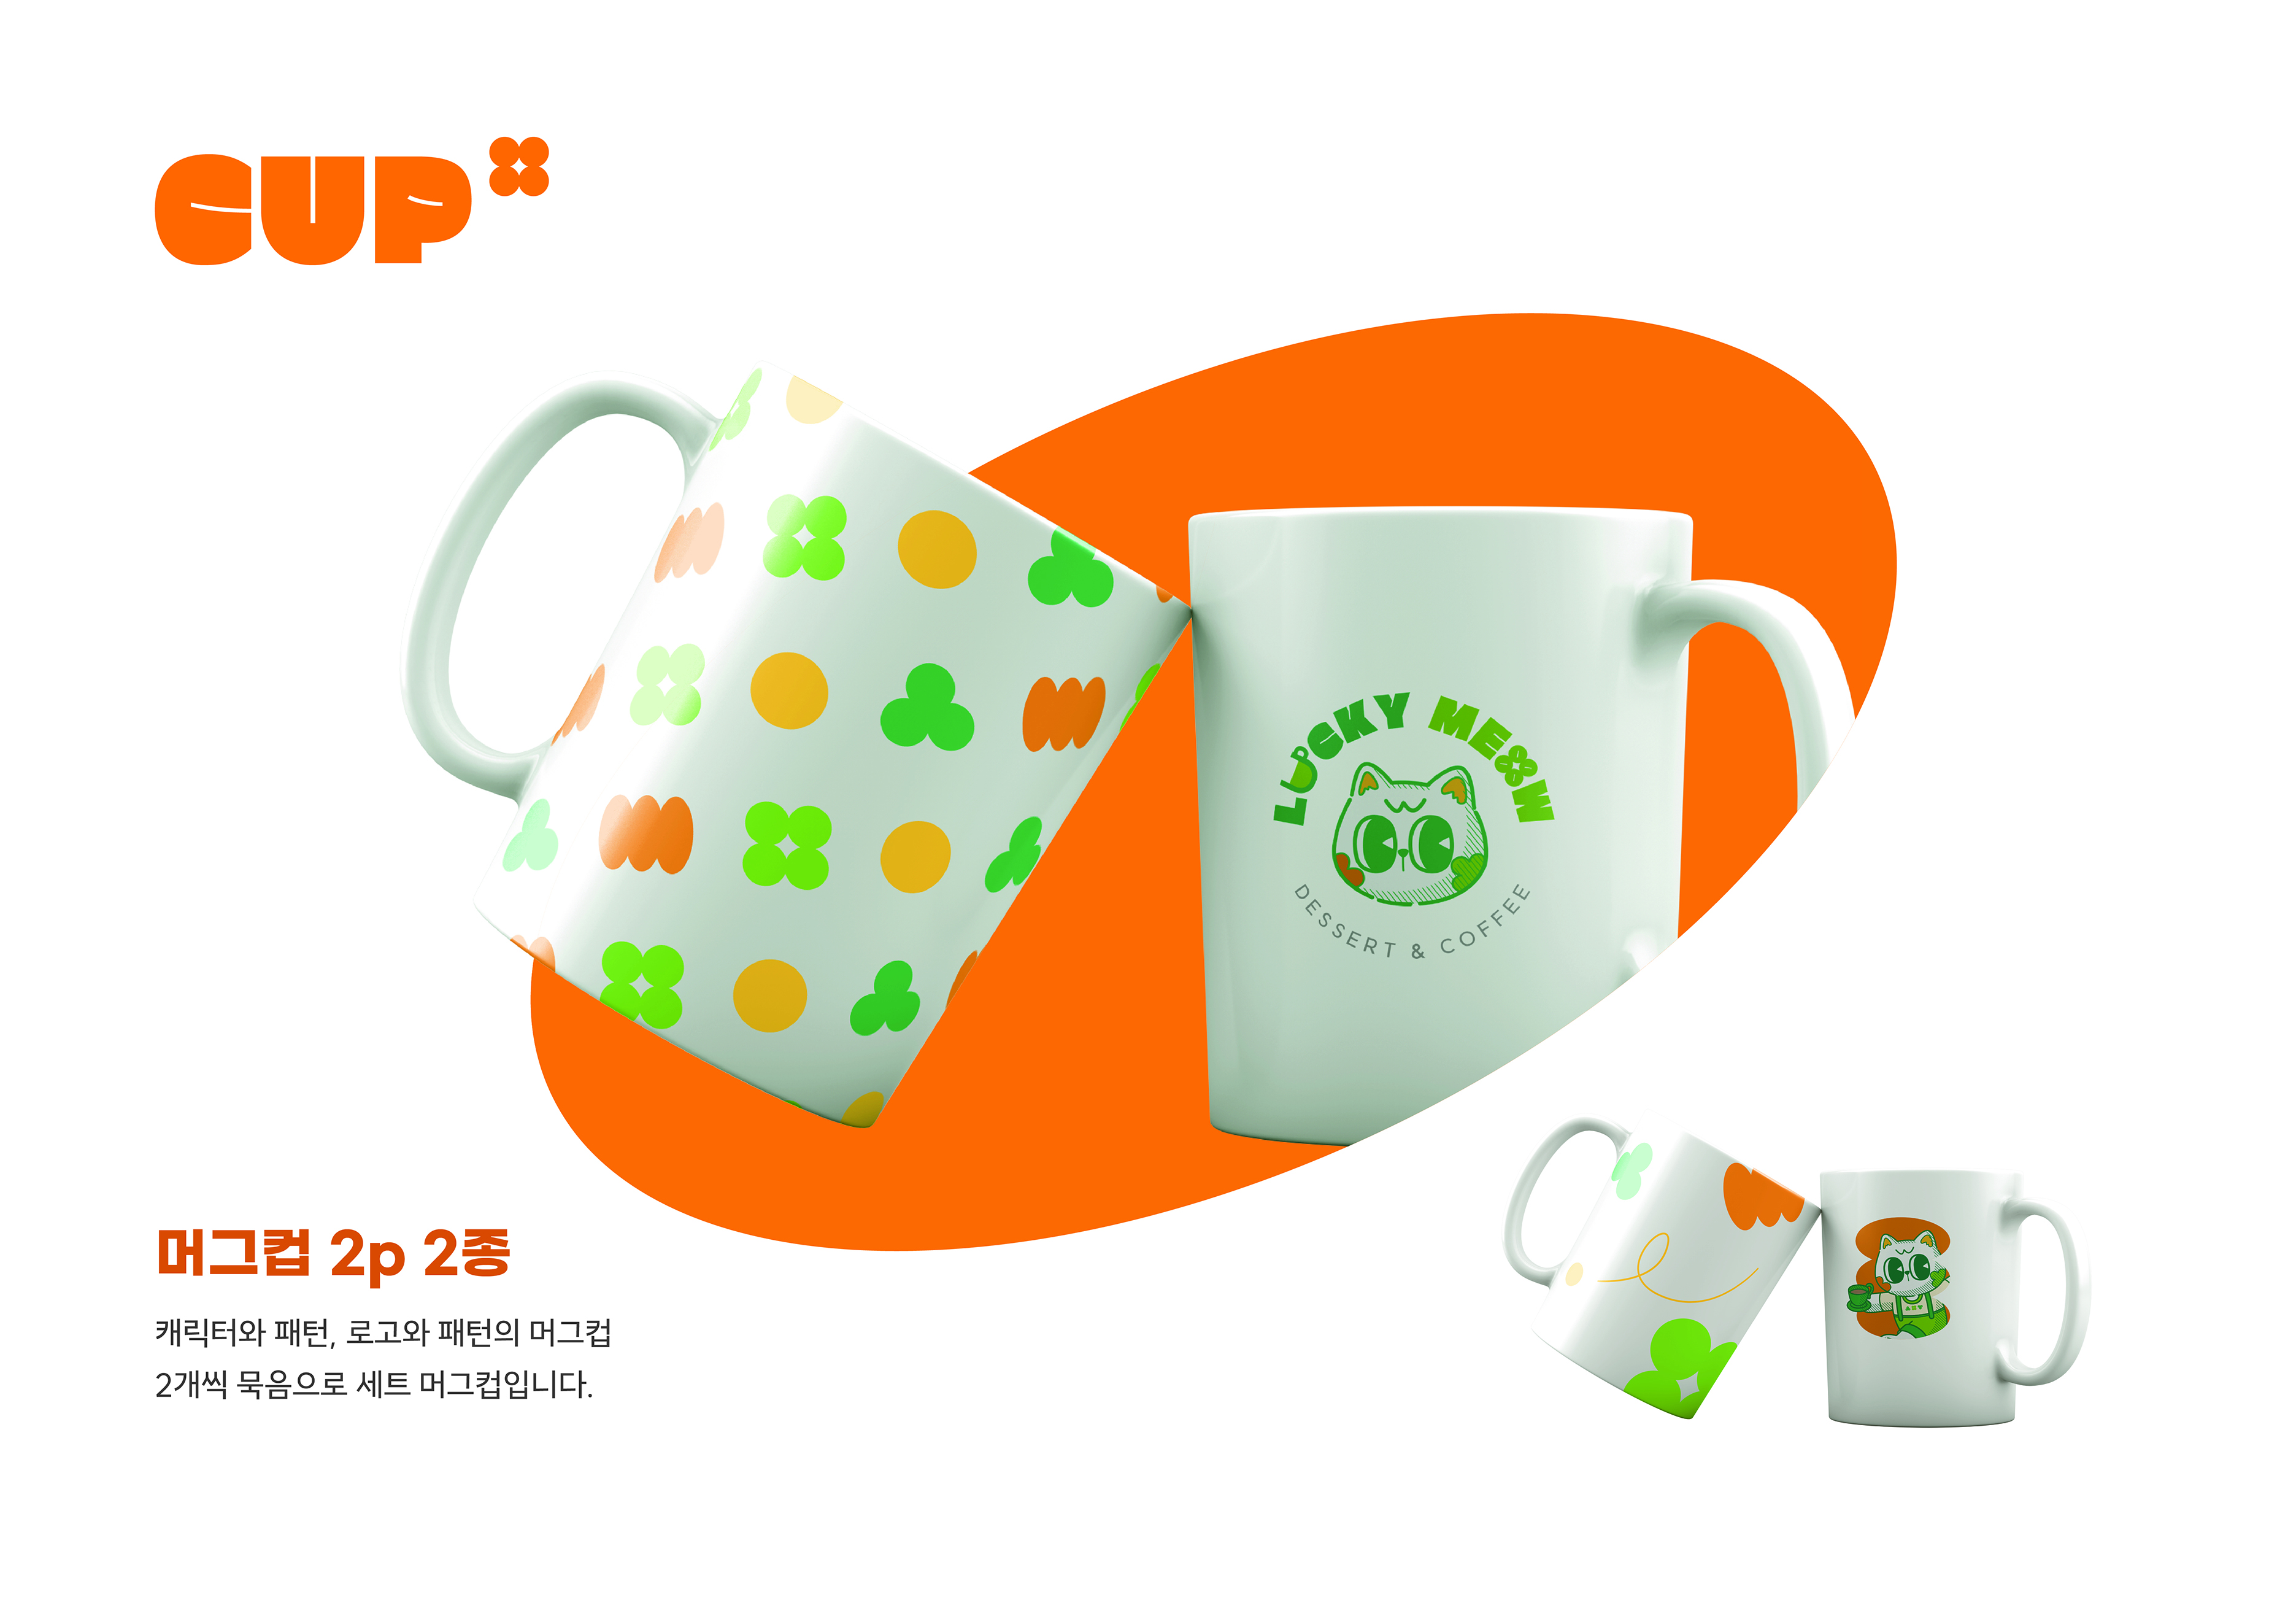 CUP
LUCKY MEOW
DESSERT & COFFEE
머그컵 2p 2종
캐릭터와 패턴, 로고와 패턴의 머그컵
2개씩 묶음으로 세트 머그컵입니다.